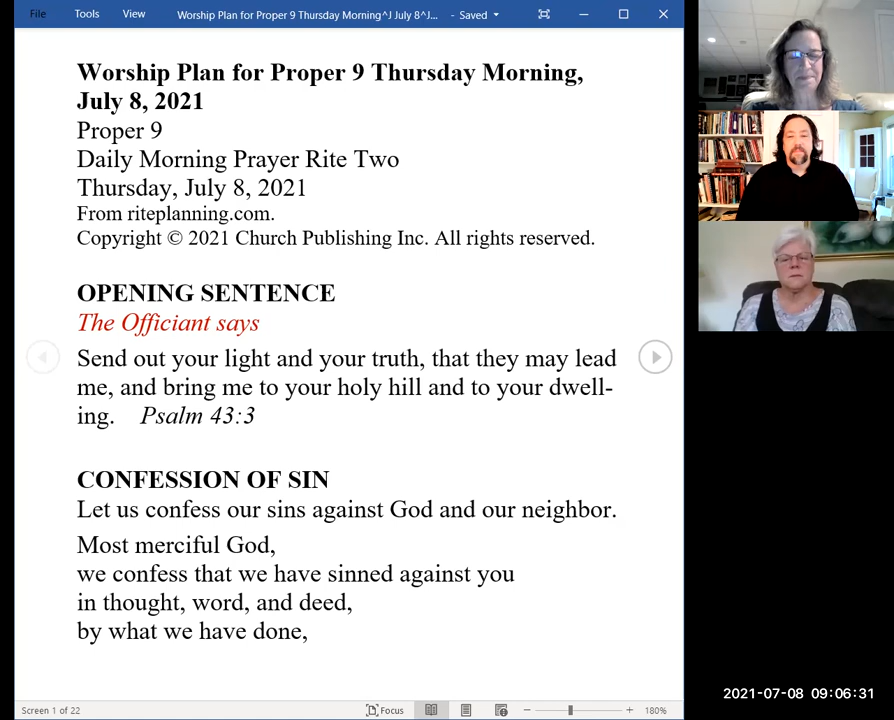 File Tools View Worship Plan for Proper 9 Thursday Morning^J July 8^J... - Saved
Worship Plan for Proper 9 Thursday Morning,
July 8, 2021
Proper 9
Daily Morning Prayer Rite Two
Thursday, July 8, 2021
From riteplanning.com.
Copyright © 2021 Church Publishing Inc. All rights reserved.
OPENING SENTENCE
The Officiant says
Send out your light and your truth, that they may lead
me, and bring me to your holy hill and to your dwell-
ing. Psalm 43:3
CONFESSION OF SIN
Let us confess our sins against God and our neighbor.
Most merciful God,
we confess that we have sinned against you
in thought, word, and deed,
by what we have done,
Screen 1 of 22 Focus 180%
2021-07-08 09:06:31